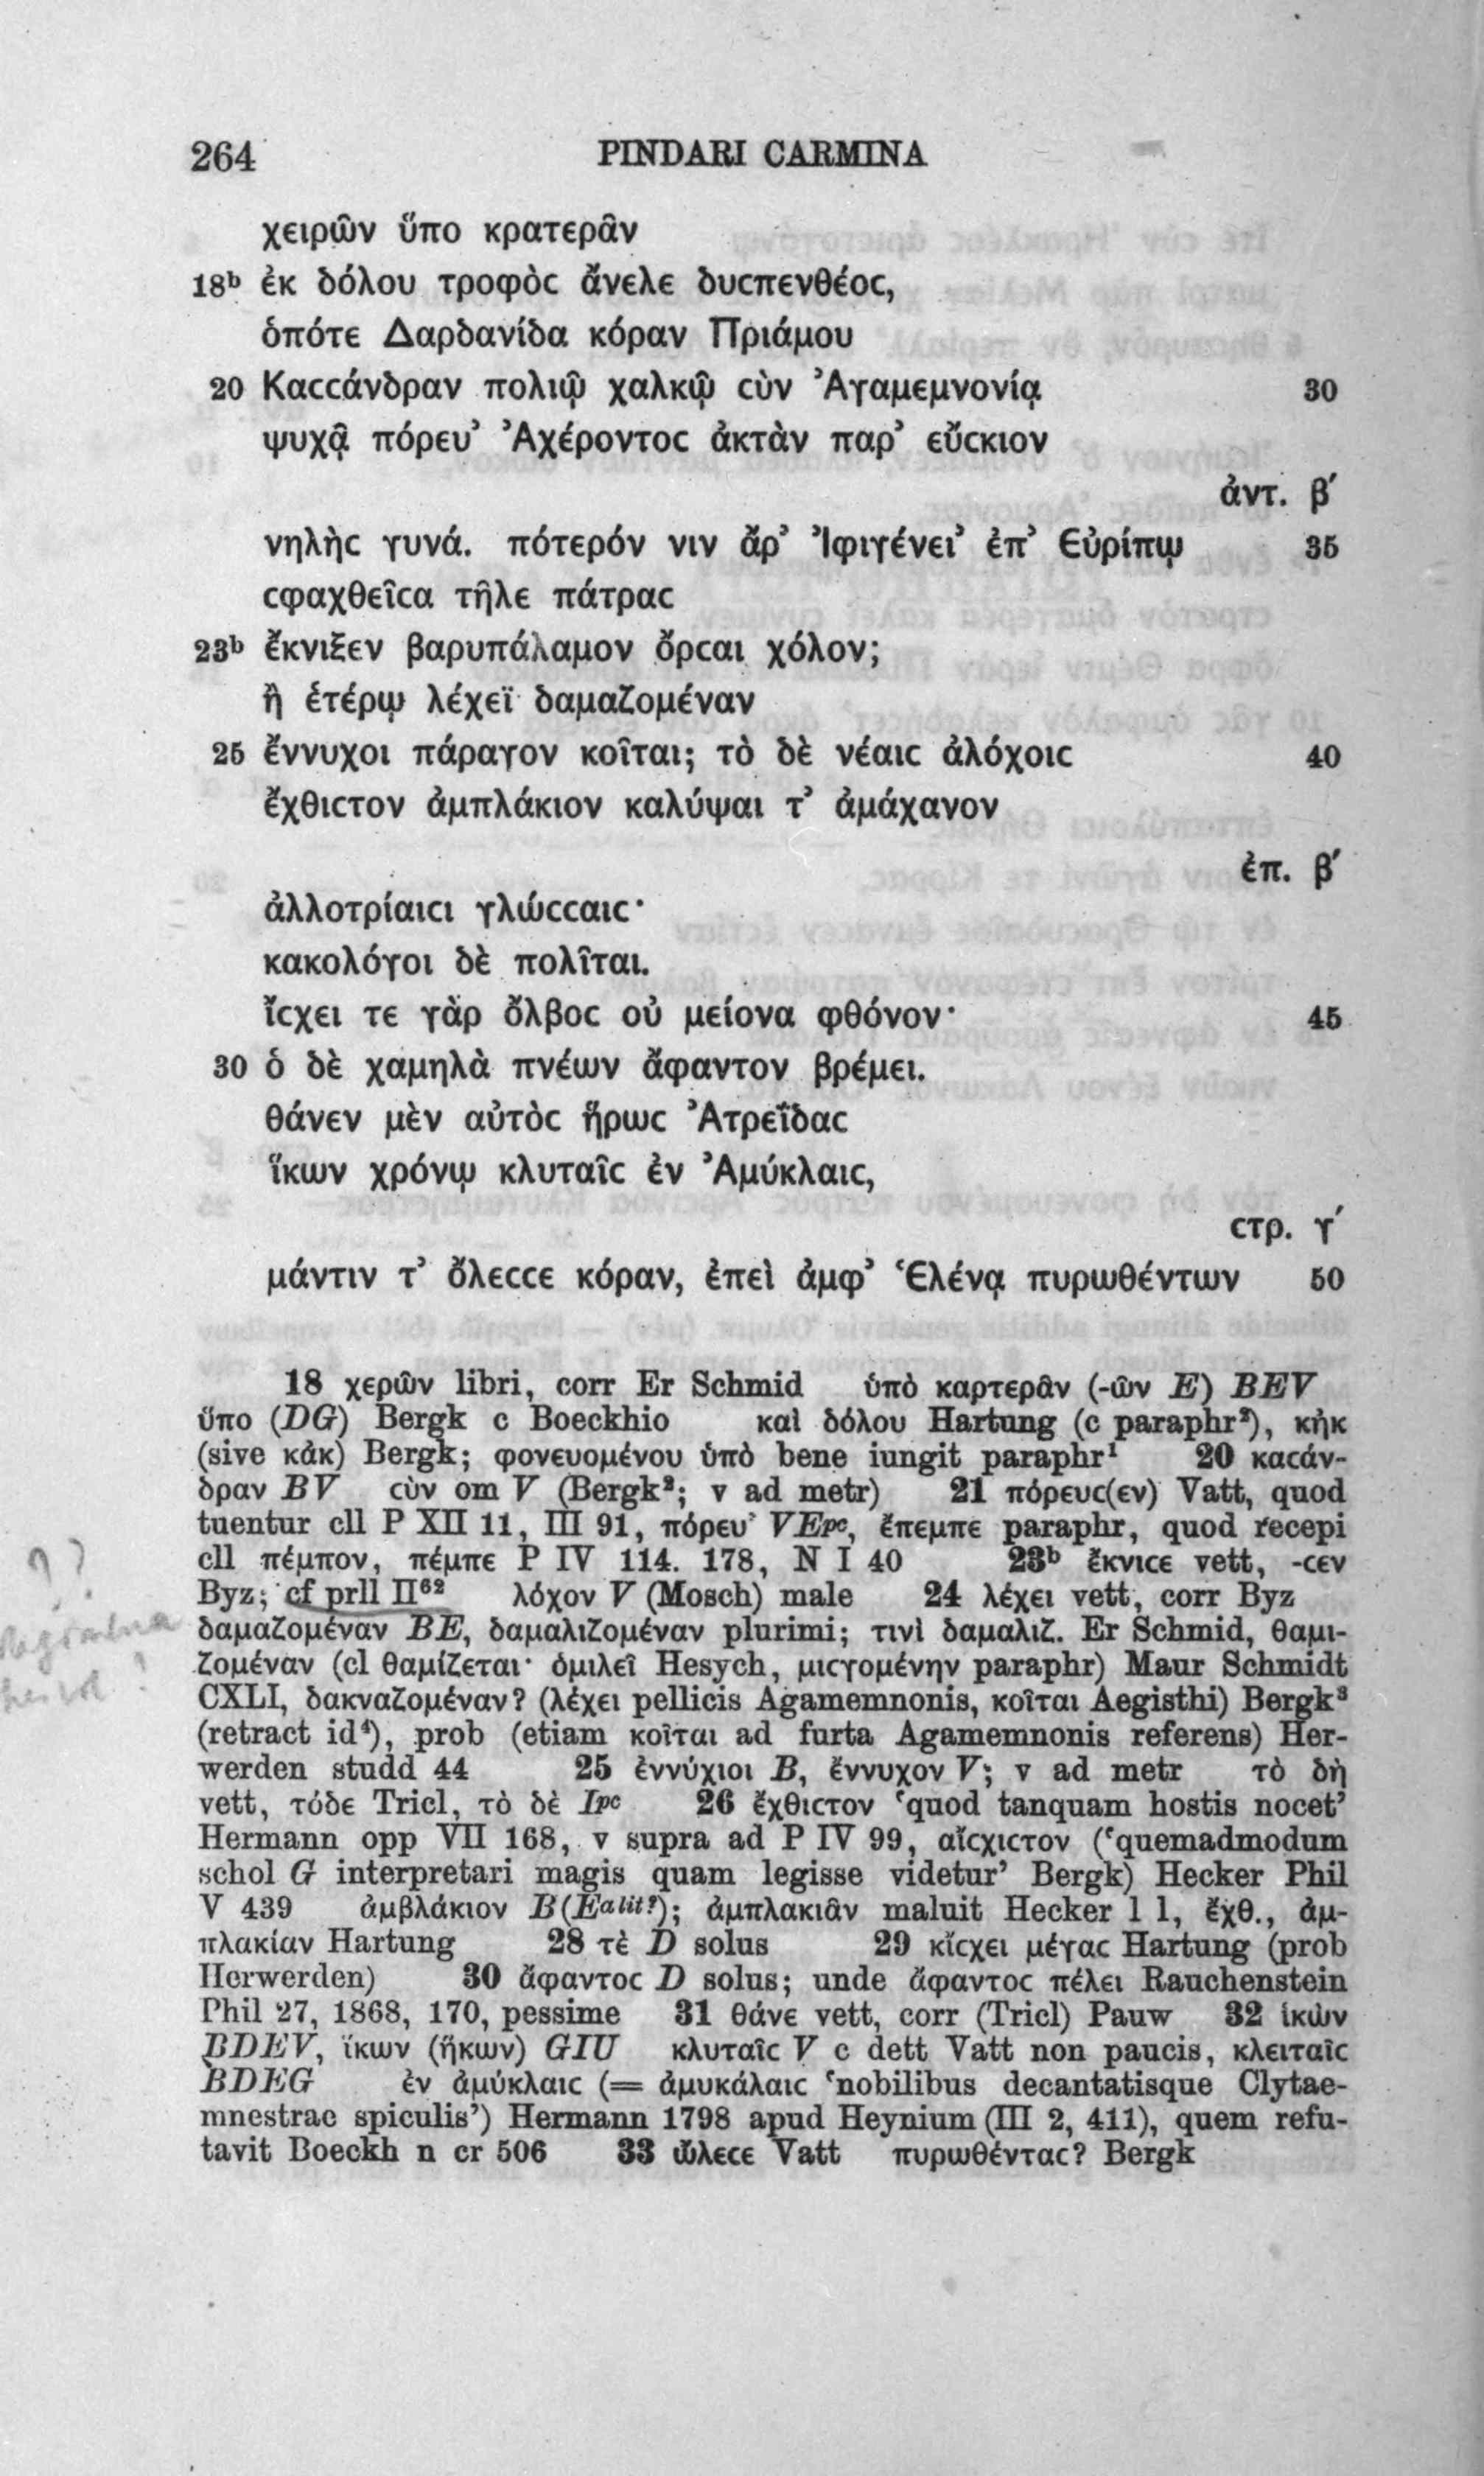 264 PINDARI CARMINA
χειρῶν ὕπο κρατερᾶν
18ᵇ ἐκ δόλου τροφὸϲ ἄνελε δυϲπενθέοϲ,
ὁπότε Δαρδανίδα κόραν Πριάμου
20 Καϲϲάνδραν πολιῷ χαλκῷ ϲὺν Ἀγαμεμνονίᾳ 30
ψυχᾷ πόρευ’ Ἀχέροντοϲ ἀκτὰν παρ’ εὔϲκιον
ἀντ. β′
νηλὴϲ γυνά. πότερόν νιν ἄρ’ Ἰφιγένει’ ἐπ’ Εὐρίπῳ 35
ϲφαχθεῖϲα τῆλε πάτραϲ
23ᵇ ἔκνιξεν βαρυπάλαμον ὄρϲαι χόλον;
ἢ ἑτέρῳ λέχεϊ δαμαζομέναν
25 ἔννυχοι πάραγον κοῖται; τὸ δὲ νέαιϲ ἀλόχοιϲ 40
ἔχθιϲτον ἀμπλάκιον καλύψαι τ’ ἀμάχανον
ἐπ. β′
ἀλλοτρίαιϲι γλώϲϲαιϲ·
κακολόγοι δὲ πολῖται.
ἴϲχει τε γὰρ ὄλβοϲ οὐ μείονα φθόνον· 45
30 ὁ δὲ χαμηλὰ πνέων ἄφαντον βρέμει.
θάνεν μὲν αὐτὸϲ ἥρωϲ Ἀτρεΐδαϲ
ἵκων χρόνῳ κλυταῖϲ ἐν Ἀμύκλαιϲ,
ϲτρ. γ′
μάντιν τ’ ὄλεϲϲε κόραν, ἐπεὶ ἀμφ’ Ἑλένᾳ πυρωθέντων 50
18 χερῶν libri, corr Er Schmid ὑπὸ καρτερᾶν (-ῶν E) BEV
ὕπο (DG) Bergk c Boeckhio καὶ δόλου Hartung (c paraphr²), κἠκ
(sive κἀκ) Bergk; φονευομένου ὑπὸ bene iungit paraphr¹ 20 καϲάν-
δραν BV ϲὺν om V (Bergk²; v ad metr) 21 πόρευϲ(εν) Vatt, quod
tuentur cll P XII 11, III 91, πόρευ’ VEᵖᶜ, ἔπεμπε paraphr, quod recepi
cll πέμπον, πέμπε P IV 114. 178, N I 40 23ᵇ ἔκνιϲε vett, -ϲεν
Byz; cf prll II⁶² λόχον V (Mosch) male 24 λέχει vett, corr Byz
δαμαζομέναν BE, δαμαλιζομέναν plurimi; τινὶ δαμαλιζ. Er Schmid, θαμι-
ζομέναν (cl θαμίζεται· ὁμιλεῖ Hesych, μιϲγομένην paraphr) Maur Schmidt
CXLI, δακναζομέναν? (λέχει pellicis Agamemnonis, κοῖται Aegisthi) Bergk³
(retract id⁴), prob (etiam κοῖται ad furta Agamemnonis referens) Her-
werden studd 44 25 ἐννύχιοι B, ἔννυχον V; v ad metr τὸ δὴ
vett, τόδε Tricl, τὸ δὲ Iᵖᶜ 26 ἔχθιϲτον ‘quod tanquam hostis nocet’
Hermann opp VII 168, v supra ad P IV 99, αἴϲχιϲτον (‘quemadmodum
schol G interpretari magis quam legisse videtur’ Bergk) Hecker Phil
V 439 ἀμβλάκιον B(Eᵃˡⁱᵗ?); ἀμπλακιᾶν maluit Hecker l l, ἔχθ., ἀμ-
πλακίαν Hartung 28 τὲ D solus 29 κἴϲχει μέγαϲ Hartung (prob
Herwerden) 30 ἄφαντοϲ D solus; unde ἄφαντοϲ πέλει Rauchenstein
Phil 27, 1868, 170, pessime 31 θάνε vett, corr (Tricl) Pauw 32 ἱκὼν
BDEV, ἵκων (ἥκων) GIU κλυταῖϲ V c dett Vatt non paucis, κλειταῖϲ
BDEG ἐν ἀμύκλαιϲ (= ἀμυκάλαιϲ ‘nobilibus decantatisque Clytae-
mnestrae spiculis’) Hermann 1798 apud Heynium (III 2, 411), quem refu-
tavit Boeckh n cr 506 33 ὤλεϲε Vatt πυρωθένταϲ? Bergk